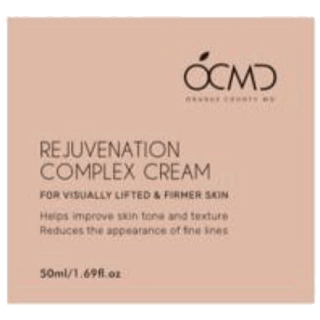 OCMD
ORANGE COUNTY MD
REJUVENATION
COMPLEX CREAM
FOR VISUALLY LIFTED & FIRMER SKIN
Helps improve skin tone and texture
Reduces the appearance of fine lines
50ml/1.69fl.oz